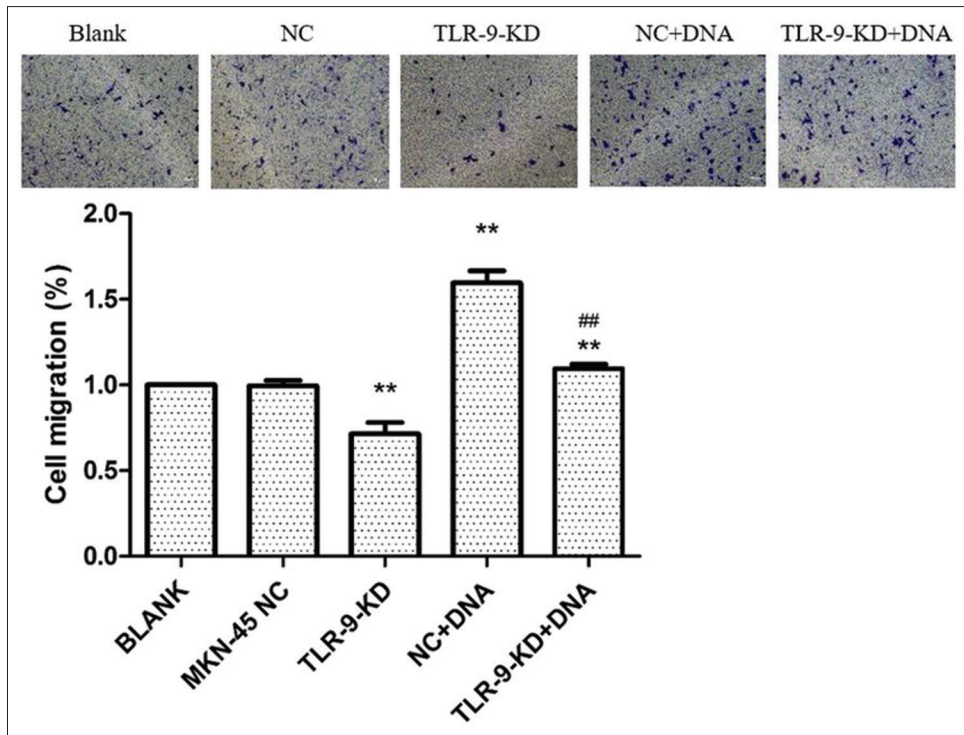 Blank NC TLR-9-KD NC+DNA TLR-9-KD+DNA
2.0
1.5
1.0
0.5
0.0
Cell migration (%)
**
**
##
**
BLANK
MKN-45 NC
TLR-9-KD
NC+DNA
TLR-9-KD+DNA